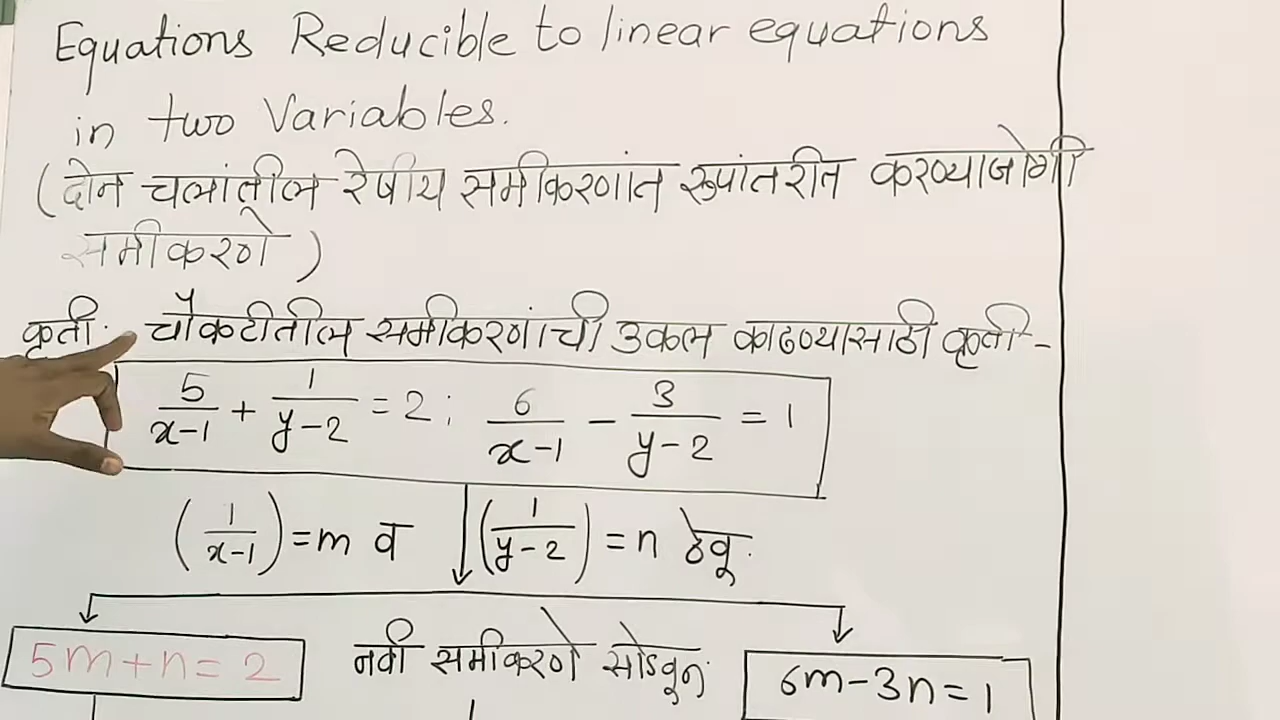 Equations Reducible to linear equations
in two Variables.
(दोन चलांतील रेषीय समीकरणांत रूपांतरीत करण्याजोगी
समीकरणे)
कृती: चौकटीतील समीकरणांची उकल काढण्यासाठी कृती-
5/(x-1) + 1/(y-2) = 2; 6/(x-1) - 3/(y-2) = 1
(1/(x-1)) = m व (1/(y-2)) = n ठेवू.
5m+n=2 नवी समीकरणे सोडवून 6m-3n=1